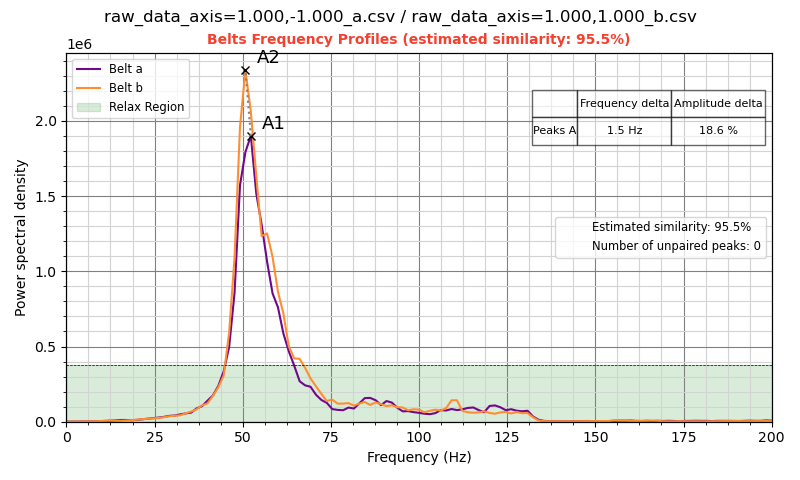 raw_data_axis=1.000,-1.000_a.csv / raw_data_axis=1.000,1.000_b.csv
Belts Frequency Profiles (estimated similarity: 95.5%)
1e6
Belt a
Belt b
Relax Region
A2
A1
Frequency delta Amplitude delta
Peaks A 1.5 Hz 18.6 %
Estimated similarity: 95.5%
Number of unpaired peaks: 0
Power spectral density
2.0
1.5
1.0
0.5
0.0
0 25 50 75 100 125 150 175 200
Frequency (Hz)